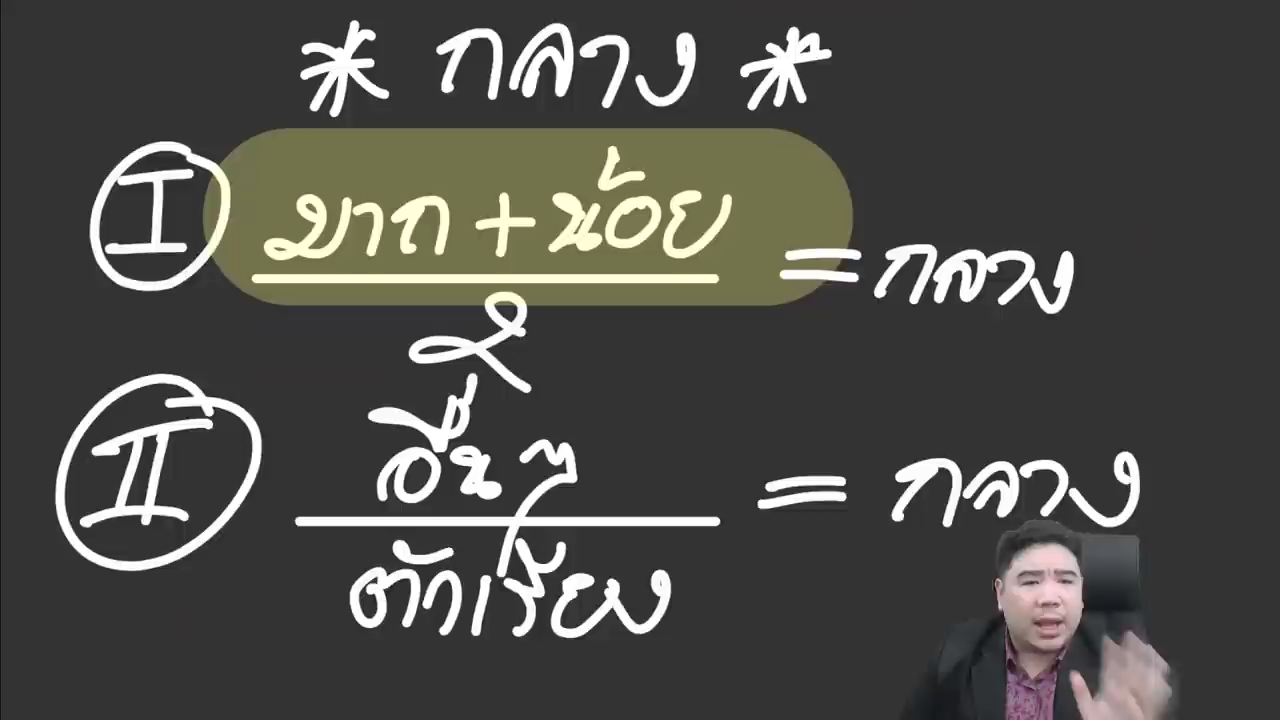 * กลาง *
I มาก + น้อย = กลาง
๒
II อื่นๆ = กลาง
ตัวเรียง